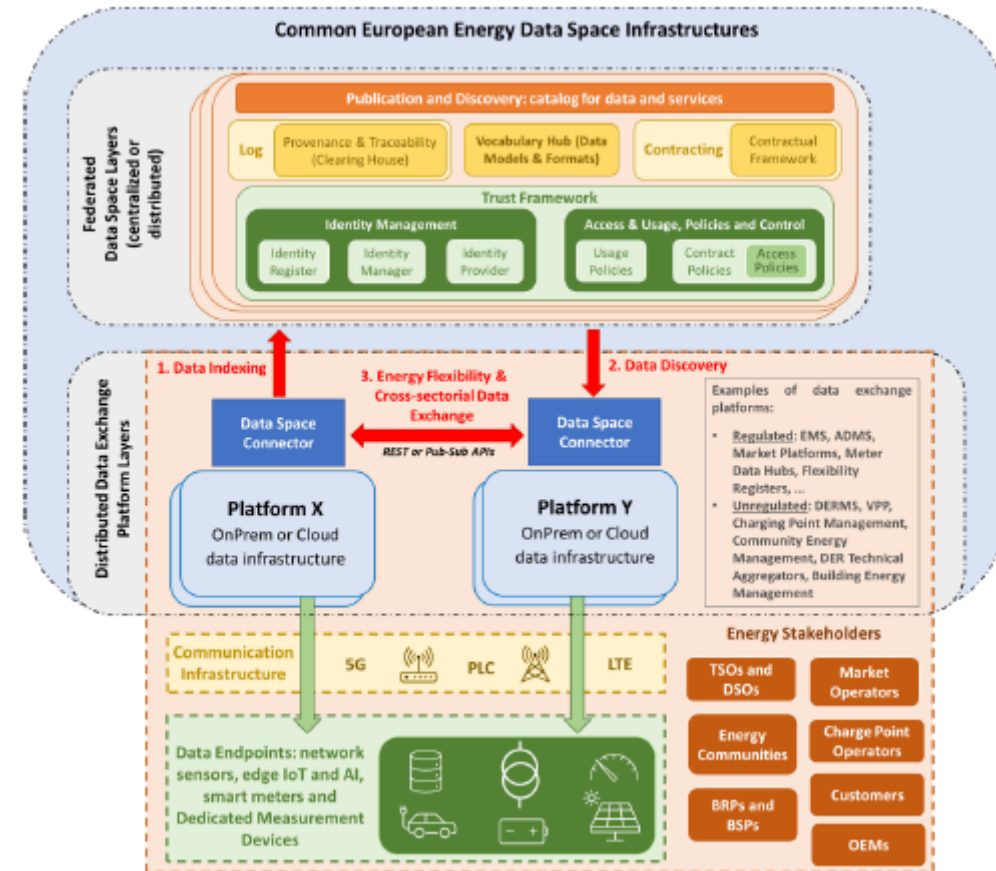 Common European Energy Data Space Infrastructures
Federated
Data Space Layers
(centralized or
distributed)
Publication and Discovery: catalog for data and services
Log
Provenance & Traceability
(Clearing House)
Vocabulary Hub (Data
Models & Formats)
Contracting
Contractual
Framework
Trust Framework
Identity Management
Identity
Register
Identity
Manager
Identity
Provider
Access & Usage, Policies and Control
Usage
Policies
Contract
Policies
Access
Policies
Distributed Data Exchange
Platform Layers
1. Data Indexing
2. Data Discovery
3. Energy Flexibility &
Cross-sectorial Data
Exchange
REST or Pub-Sub APIs
Data Space
Connector
Data Space
Connector
Platform X
OnPrem or Cloud
data infrastructure
Platform Y
OnPrem or Cloud
data infrastructure
Examples of data exchange
platforms:
• Regulated: EMS, ADMS,
Market Platforms, Meter
Data Hubs, Flexibility
Registers, ...
• Unregulated: DERMS, VPP,
Charging Point Management,
Community Energy
Management, DER Technical
Aggregators, Building Energy
Management
Communication
Infrastructure
5G
PLC
LTE
Data Endpoints: network
sensors, edge IoT and AI,
smart meters and
Dedicated Measurement
Devices
Energy Stakeholders
TSOs and
DSOs
Market
Operators
Energy
Communities
Charge Point
Operators
BRPs and
BSPs
Customers
OEMs